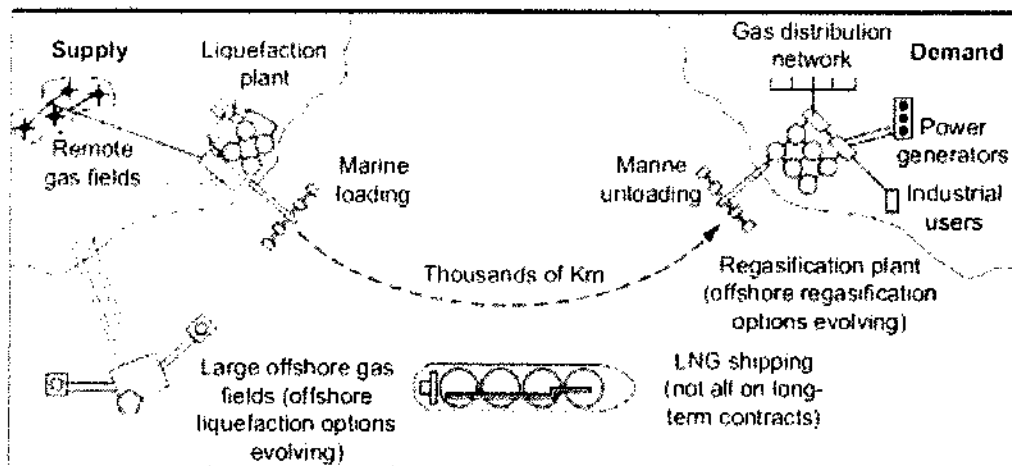 Supply
Liquefaction
plant
Remote
gas fields
Marine
loading
Thousands of Km
Marine
unloading
Gas distribution
network
Demand
Power
generators
Industrial
users
Regasification plant
(offshore regasification
options evolving)
Large offshore gas
fields (offshore
liquefaction options
evolving)
LNG shipping
(not all on long-
term contracts)